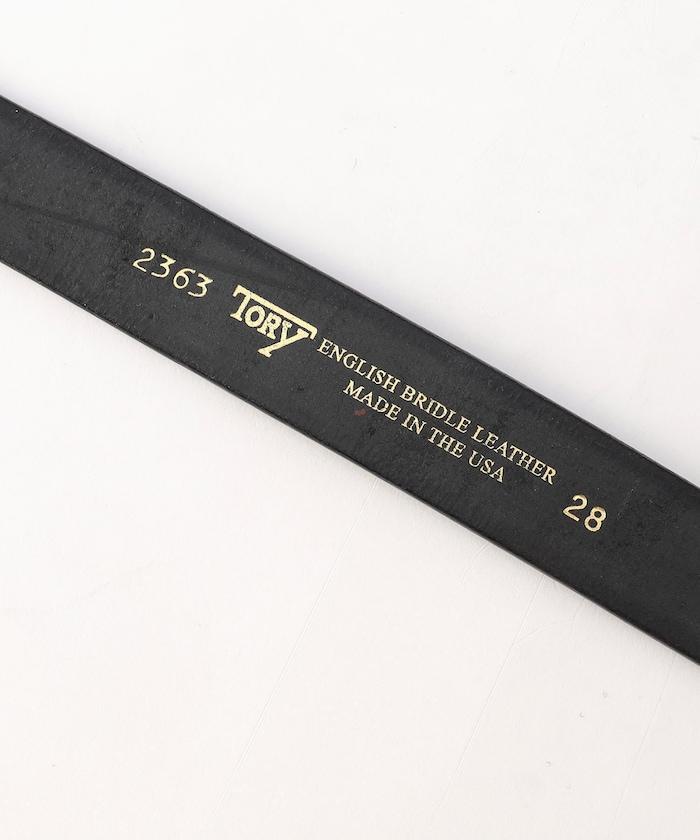 2363
TORY
ENGLISH BRIDLE LEATHER
MADE IN THE USA
28